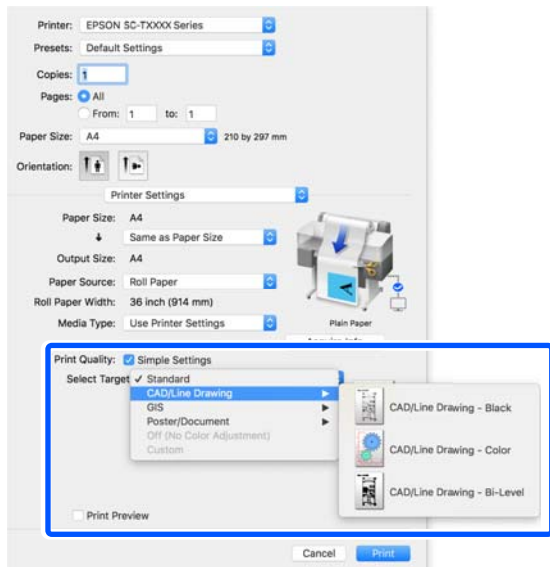 Printer: EPSON SC-TXXXX Series
Presets: Default Settings
Copies: 1
Pages: All
From: 1 to: 1
Paper Size: A4 210 by 297 mm
Orientation:
Printer Settings
Paper Size: A4
Same as Paper Size
Output Size: A4
Paper Source: Roll Paper
Roll Paper Width: 36 inch (914 mm)
Media Type: Use Printer Settings
Plain Paper
Print Quality: Simple Settings
Select Target Standard
CAD/Line Drawing
GIS
Poster/Document
Off (No Color Adjustment)
Custom
CAD/Line Drawing - Black
CAD/Line Drawing - Color
CAD/Line Drawing - Bi-Level
Print Preview
Cancel Print